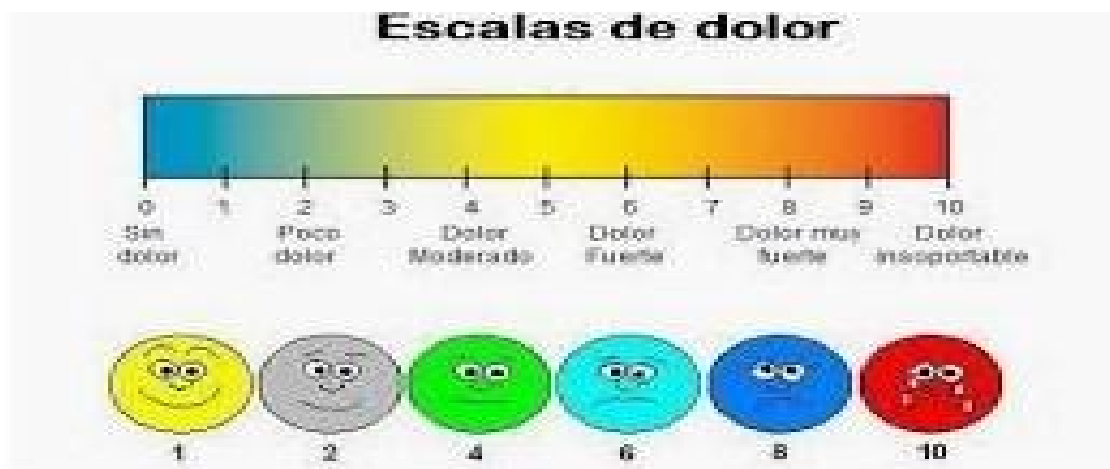 Escalas de dolor
0 1 2 3 4 5 6 7 8 9 10
Sin Poco Dolor Dolor Dolor muy Dolor
dolor dolor Moderado Fuerte fuerte insoportable
1 2 4 6 8 10